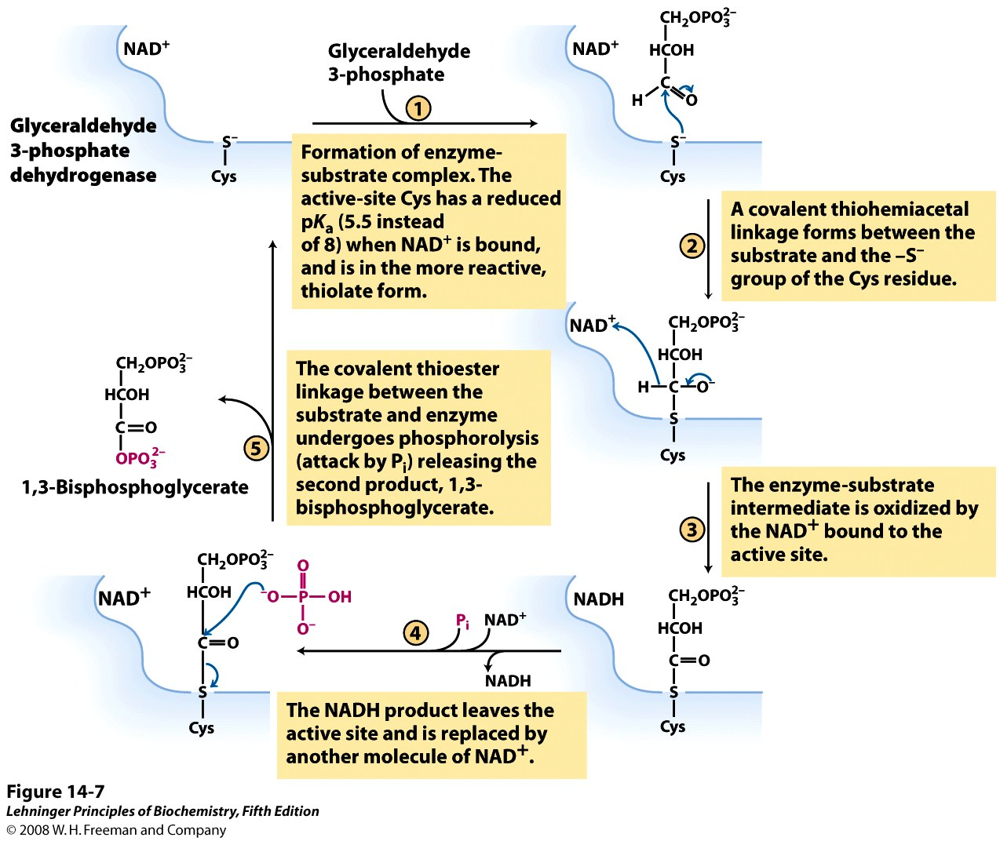 NAD+
Glyceraldehyde
3-phosphate
dehydrogenase
S−
Cys
Glyceraldehyde
3-phosphate
1
Formation of enzyme-
substrate complex. The
active-site Cys has a reduced
pKa (5.5 instead
of 8) when NAD+ is bound,
and is in the more reactive,
thiolate form.
NAD+
CH2OPO3 2−
HCOH
C
H
O
S−
Cys
2
A covalent thiohemiacetal
linkage forms between the
substrate and the –S−
group of the Cys residue.
NAD+
CH2OPO3 2−
HCOH
H—C—O−
S
Cys
3
The enzyme-substrate
intermediate is oxidized by
the NAD+ bound to the
active site.
NADH
CH2OPO3 2−
HCOH
C=O
S
Cys
4
Pi
NAD+
NADH
The NADH product leaves the
active site and is replaced by
another molecule of NAD+.
NAD+
CH2OPO3 2−
HCOH
C=O
S
Cys
O
−O—P—OH
O−
5
The covalent thioester
linkage between the
substrate and enzyme
undergoes phosphorolysis
(attack by Pi) releasing the
second product, 1,3-
bisphosphoglycerate.
CH2OPO3 2−
HCOH
C=O
OPO3 2−
1,3-Bisphosphoglycerate
Figure 14-7
Lehninger Principles of Biochemistry, Fifth Edition
© 2008 W. H. Freeman and Company